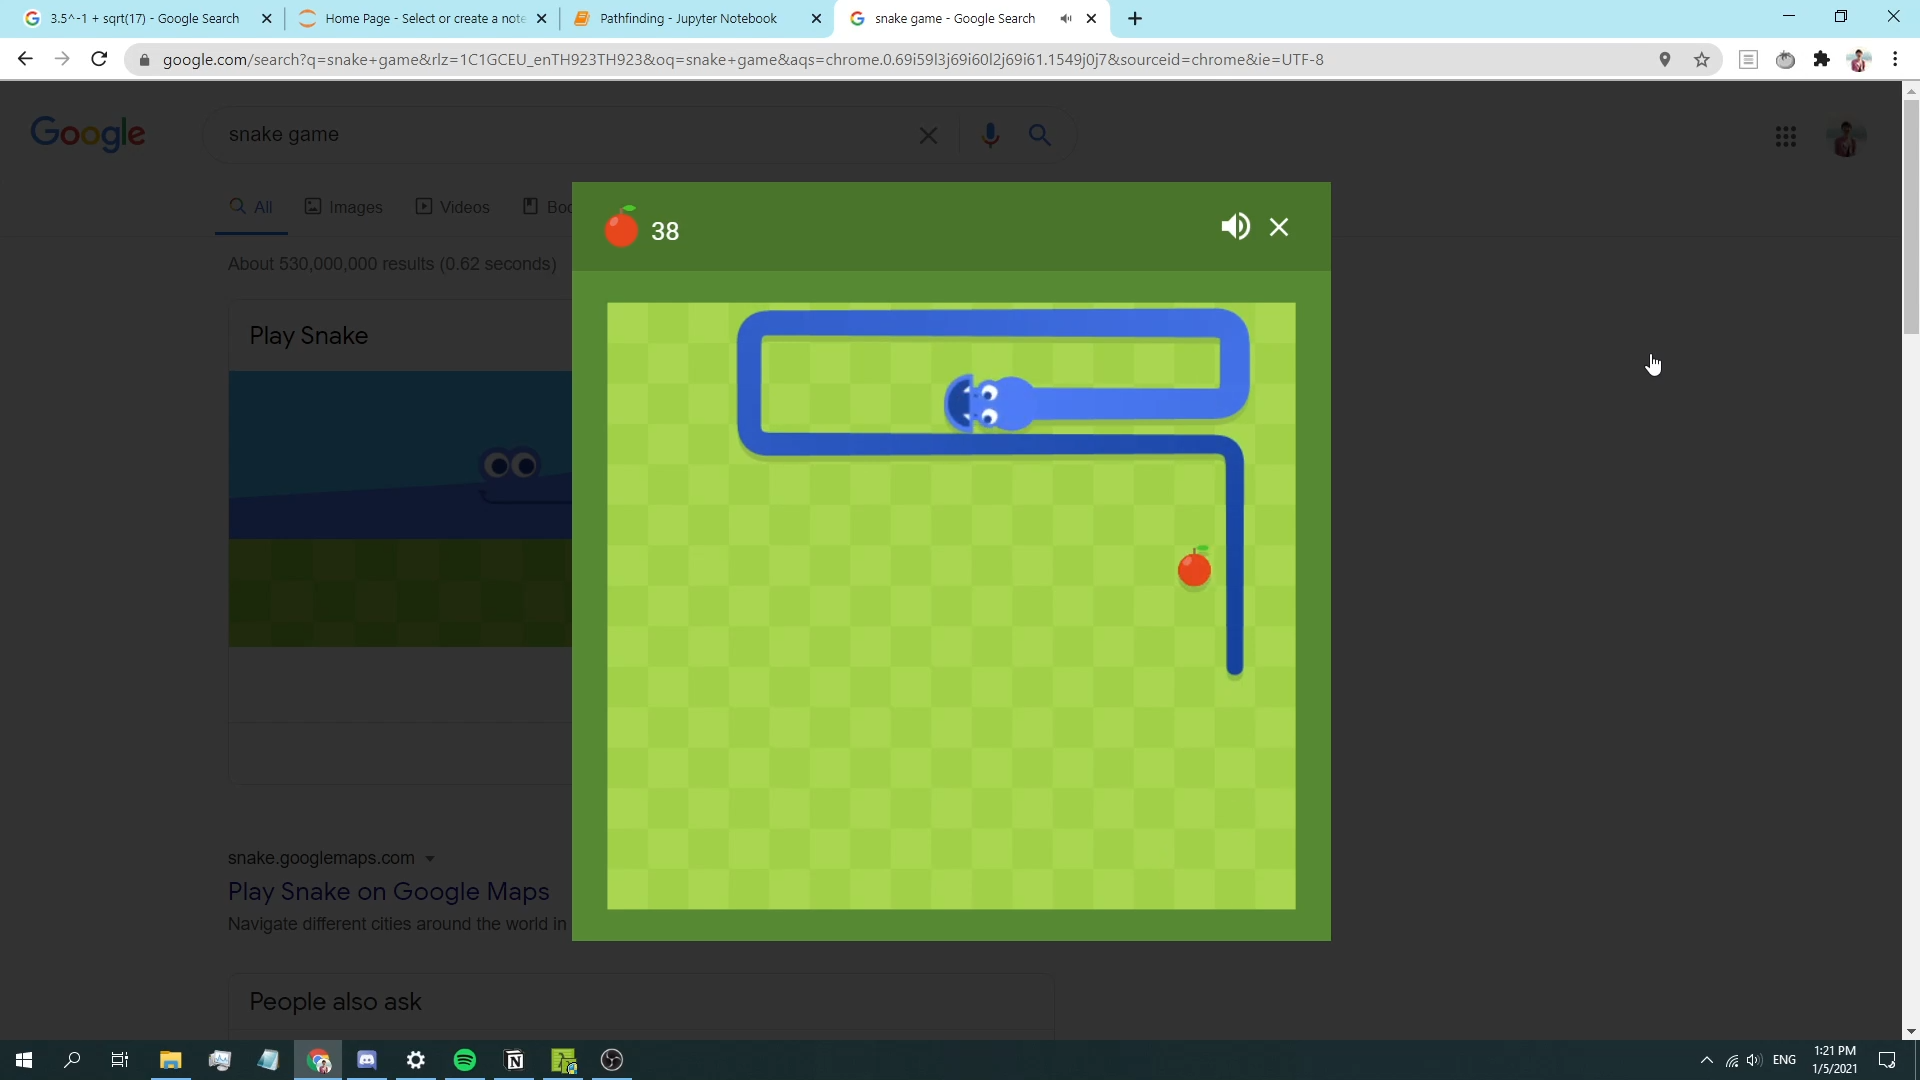 3.5^-1 + sqrt(17) - Google Search
Home Page - Select or create a note
Pathfinding - Jupyter Notebook
snake game - Google Search
google.com/search?q=snake+game&rlz=1C1GCEU_enTH923TH923&oq=snake+game&aqs=chrome.0.69i59l3j69i60l2j69i61.1549j0j7&sourceid=chrome&ie=UTF-8
Google
snake game
All
Images
Videos
Boo
About 530,000,000 results (0.62 seconds)
38
Play Snake
snake.googlemaps.com
Play Snake on Google Maps
Navigate different cities around the world in
People also ask
ENG
1:21 PM
1/5/2021